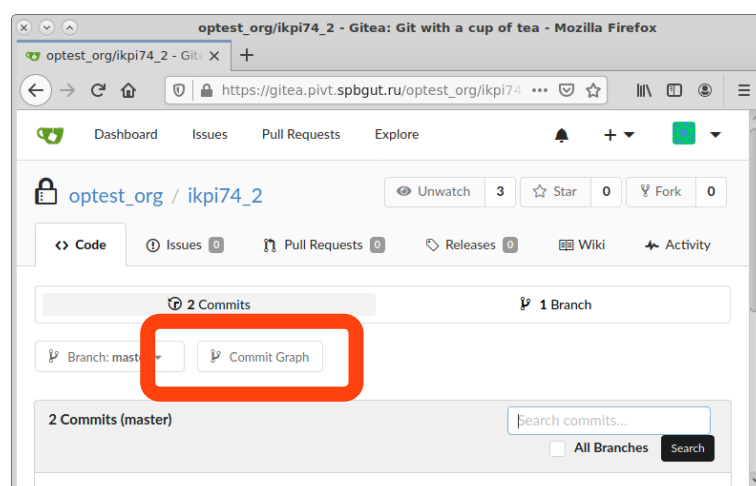 optest_org/ikpi74_2 - Gitea: Git with a cup of tea - Mozilla Firefox
optest_org/ikpi74_2 - Git
https://gitea.pivt.spbgut.ru/optest_org/ikpi74
Dashboard Issues Pull Requests Explore
optest_org / ikpi74_2
Unwatch 3 Star 0 Fork 0
Code Issues 0 Pull Requests 0 Releases 0 Wiki Activity
2 Commits 1 Branch
Branch: mast Commit Graph
2 Commits (master)
Search commits...
All Branches Search